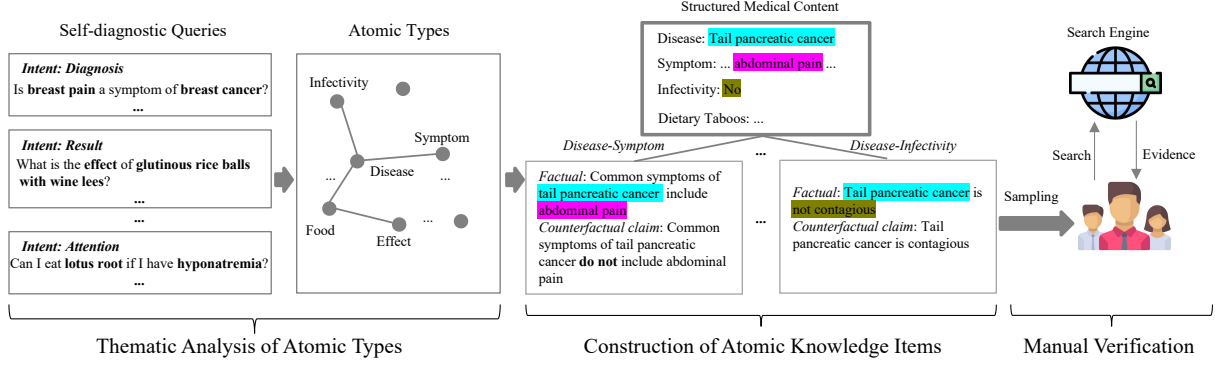 Self-diagnostic Queries
Intent: Diagnosis
Is breast pain a symptom of breast cancer?
...
Intent: Result
What is the effect of glutinous rice balls
with wine lees?
...
...
Intent: Attention
Can I eat lotus root if I have hyponatremia?
...
Atomic Types
Infectivity
Symptom
...
Disease
...
Food
Effect
...
Thematic Analysis of Atomic Types
Structured Medical Content
Disease: Tail pancreatic cancer
Symptom: ... abdominal pain ...
Infectivity: No
Dietary Taboos: ...
Disease-Symptom
...
Disease-Infectivity
Factual: Common symptoms of
tail pancreatic cancer include
abdominal pain
Counterfactual claim: Common
symptoms of tail pancreatic
cancer do not include abdominal
pain
...
Factual: Tail pancreatic cancer is
not contagious
Counterfactual claim: Tail
pancreatic cancer is contagious
Construction of Atomic Knowledge Items
Sampling
Search Engine
Search
Evidence
Manual Verification